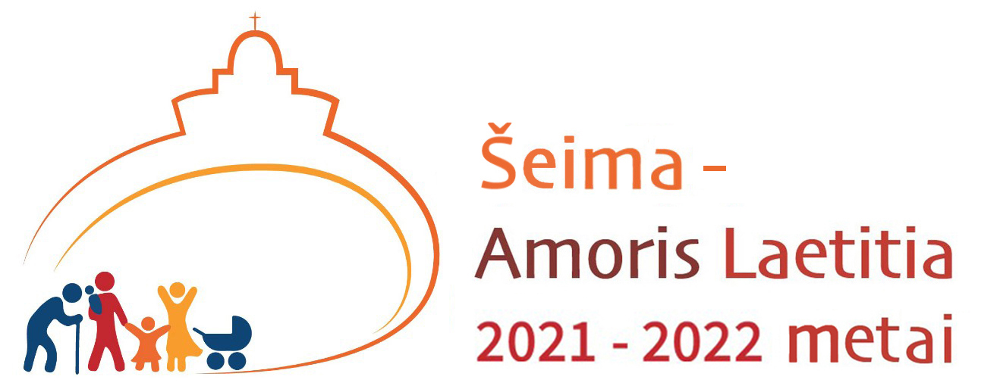 Šeima -
Amoris Laetitia
2021 - 2022 metai